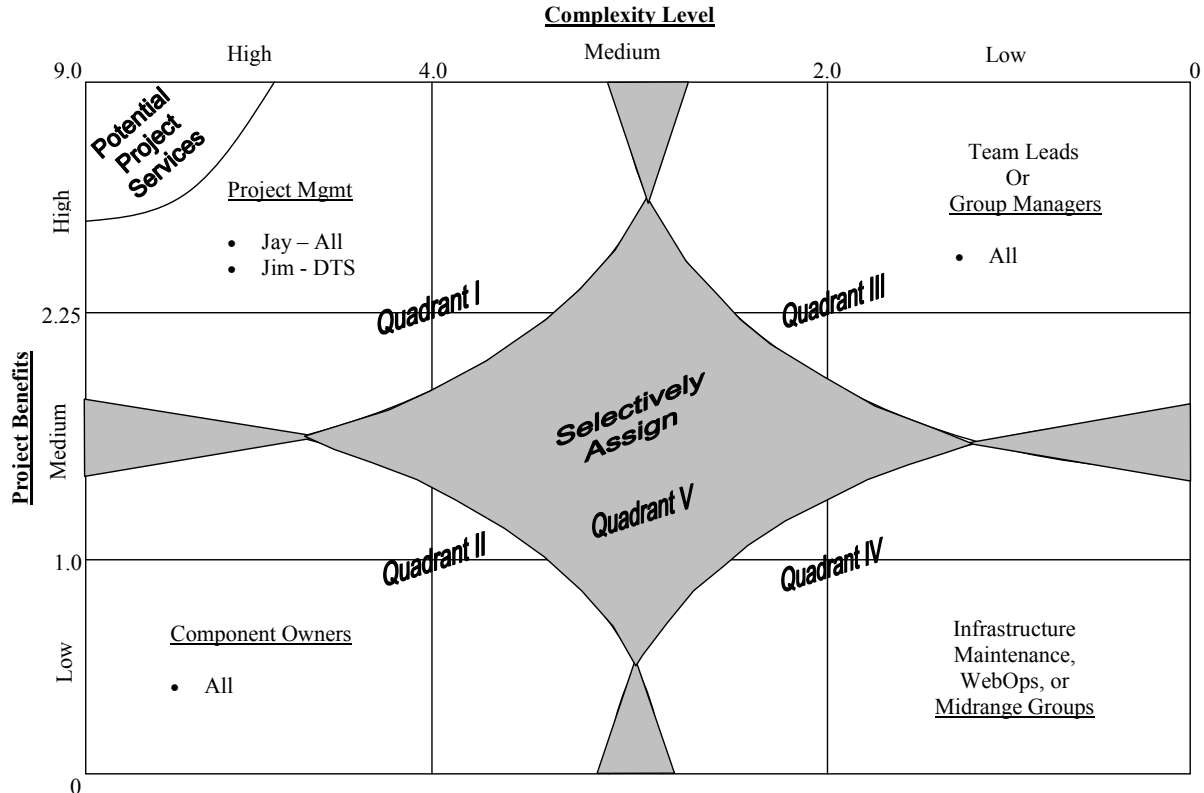 Complexity Level
High
Medium
Low
9.0
4.0
2.0
0
Potential
Project
Services
Project Mgmt
• Jay – All
• Jim - DTS
Team Leads
Or
Group Managers
• All
High
Quadrant I
Quadrant III
2.25
Project Benefits
Medium
Selectively
Assign
Quadrant V
Quadrant II
Quadrant IV
1.0
Low
Component Owners
• All
Infrastructure
Maintenance,
WebOps, or
Midrange Groups
0